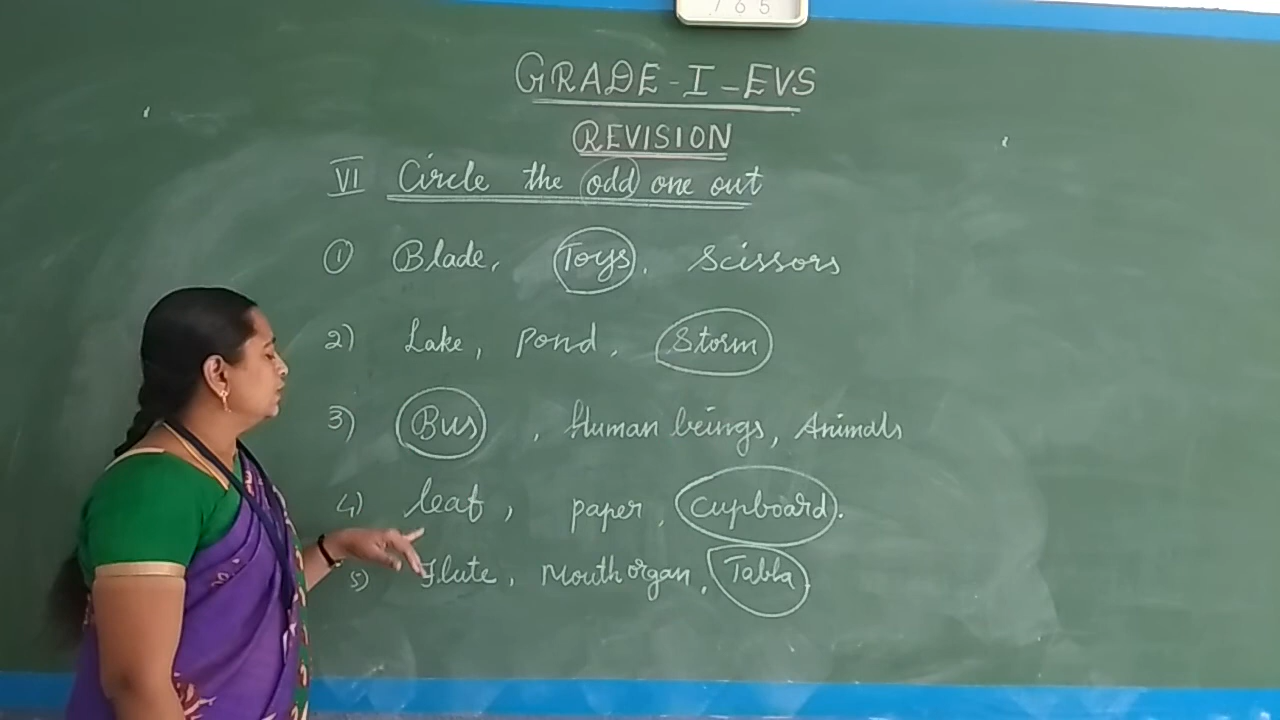 765
GRADE-I-EVS
REVISION
VI Circle the odd one out
① Blade, Toys, Scissors
2) Lake, pond, Storm
3) Bus, Human beings, Animals
4) leaf, paper, cupboard.
5) Flute, Mouth organ, Tabla.